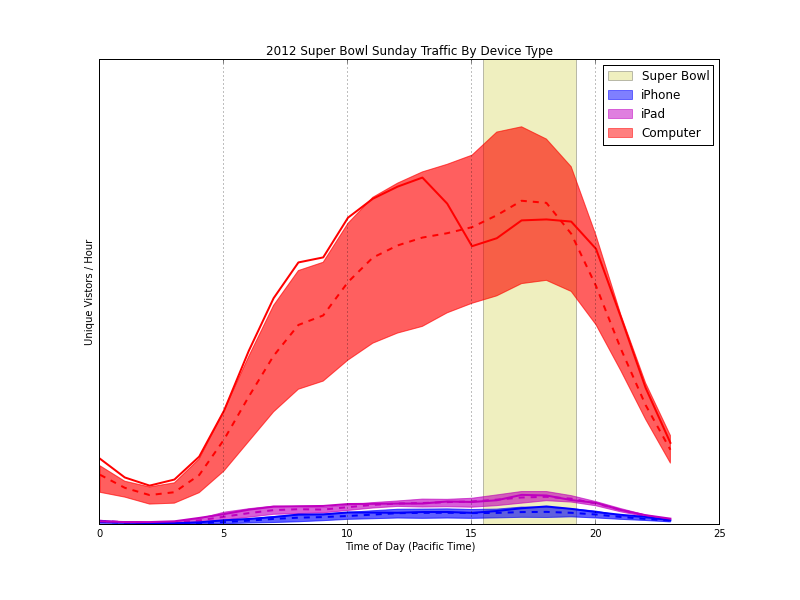 2012 Super Bowl Sunday Traffic By Device Type
Super Bowl
iPhone
iPad
Computer
Unique Vistors / Hour
0 5 10 15 20 25
Time of Day (Pacific Time)